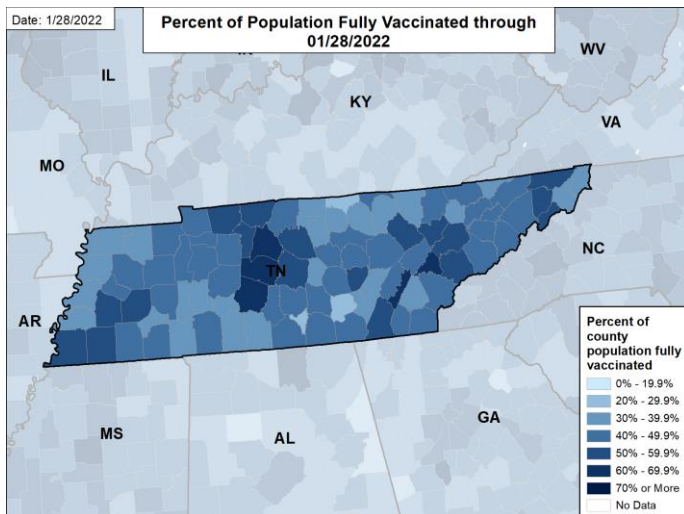 Date: 1/28/2022
Percent of Population Fully Vaccinated through
01/28/2022
WV
IL
KY
VA
MO
NC
TN
AR
MS
AL
GA
Percent of
county
population fully
vaccinated
0% - 19.9%
20% - 29.9%
30% - 39.9%
40% - 49.9%
50% - 59.9%
60% - 69.9%
70% or More
No Data